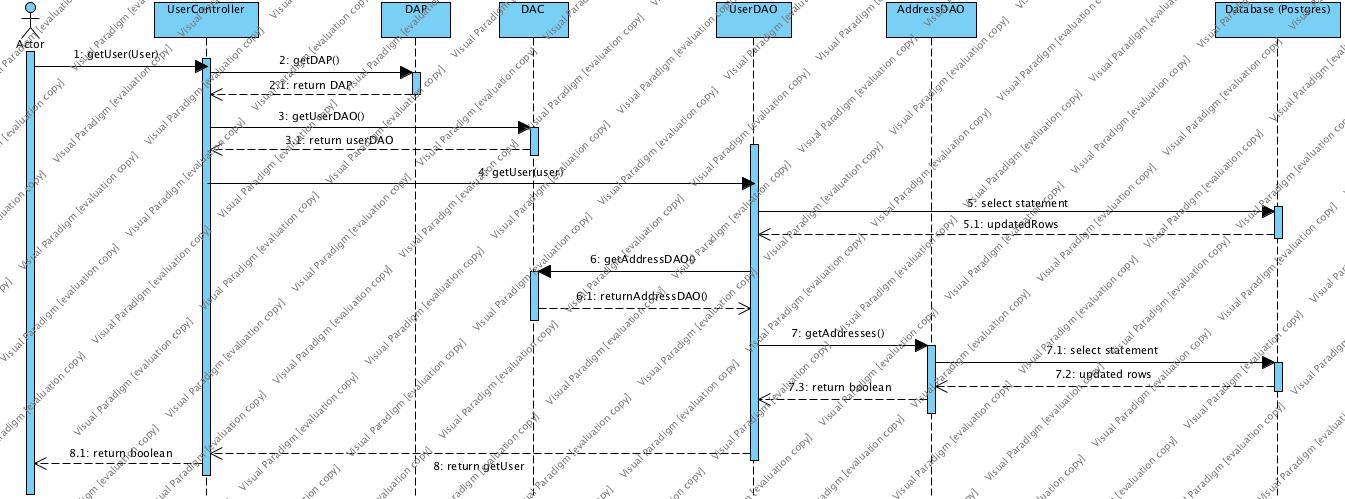 UserController
DAP
DAC
UserDAO
AddressDAO
Database (Postgres)
Actor
1: getUser(User)
2: getDAP()
2.1: return DAP
3: getUserDAO()
3.1: return userDAO
4: getUser(user)
5: select statement
5.1: updatedRows
6: getAddressDAO()
6.1: returnAddressDAO()
7: getAddresses()
7.1: select statement
7.2: updated rows
7.3: return boolean
8: return getUser
8.1: return boolean
Visual Paradigm [evaluation copy]